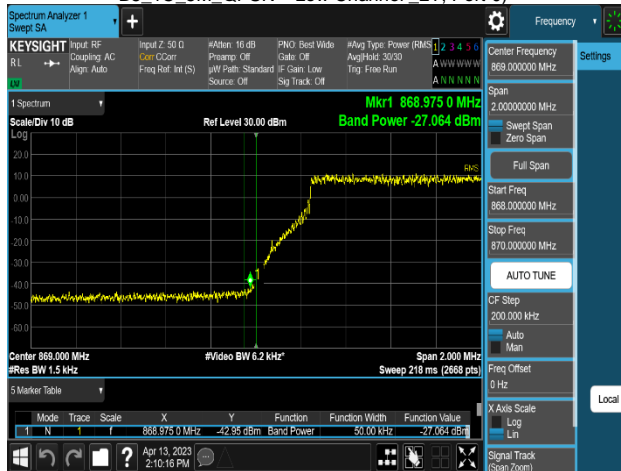 Spectrum Analyzer 1
Swept SA
Frequency
KEYSIGHT
RL
Input: RF
Coupling: AC
Align: Auto
Input Z: 50 Ω
Corr CCorr
Freq Ref: Int (S)
#Atten: 16 dB
Preamp: Off
µW Path: Standard
Source: Off
PNO: Best Wide
Gate: Off
IF Gain: Low
Sig Track: Off
#Avg Type: Power (RMS
Avg|Hold: 30/30
Trig: Free Run
1 2 3 4 5 6
A W W W W W
A N N N N N
1 Spectrum
Scale/Div 10 dB
Log
Ref Level 30.00 dBm
Mkr1 868.975 0 MHz
Band Power -27.064 dBm
20.0
10.0
0.00
-10.0
-20.0
-30.0
-40.0
-50.0
-60.0
RMS
Center 869.000 MHz
#Res BW 1.5 kHz
#Video BW 6.2 kHz*
Span 2.000 MHz
Sweep 218 ms (2668 pts)
5 Marker Table
Mode Trace Scale X Y Function Function Width Function Value
1 N 1 f 868.975 0 MHz -42.95 dBm Band Power 50.00 kHz -27.064 dBm
Apr 13, 2023
2:10:16 PM
Center Frequency
869.000000 MHz
Settings
Span
2.00000000 MHz
Swept Span
Zero Span
Full Span
Start Freq
868.000000 MHz
Stop Freq
870.000000 MHz
AUTO TUNE
CF Step
200.000 kHz
Auto
Man
Freq Offset
0 Hz
Local
X Axis Scale
Log
Lin
Signal Track
(Span Zoom)